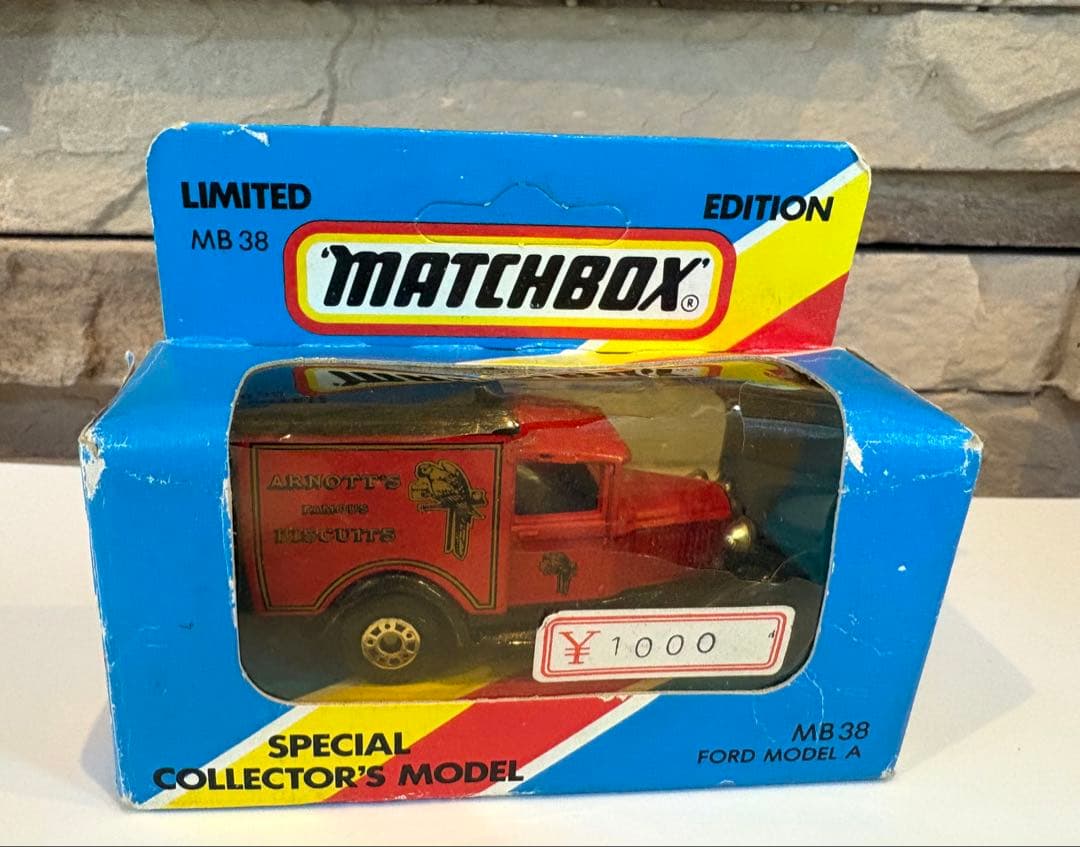 LIMITED
EDITION
MB 38
"MATCHBOX"®
ARNOTT'S
FAMOUS
BISCUITS
¥1000
SPECIAL
COLLECTOR'S MODEL
MB 38
FORD MODEL A